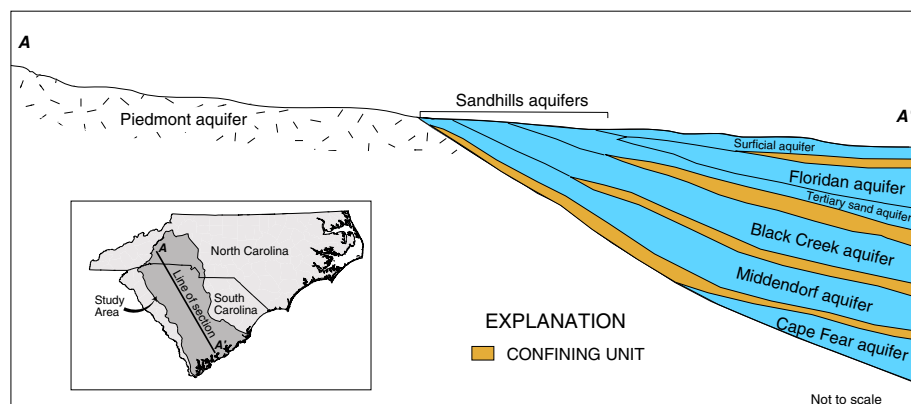 A
Sandhills aquifers
A'
Piedmont aquifer
Surficial aquifer
Floridan aquifer
Tertiary sand aquifer
Black Creek aquifer
Middendorf aquifer
Cape Fear aquifer
A
North Carolina
Line of section
Study
Area
South
Carolina
A'
EXPLANATION
CONFINING UNIT
Not to scale